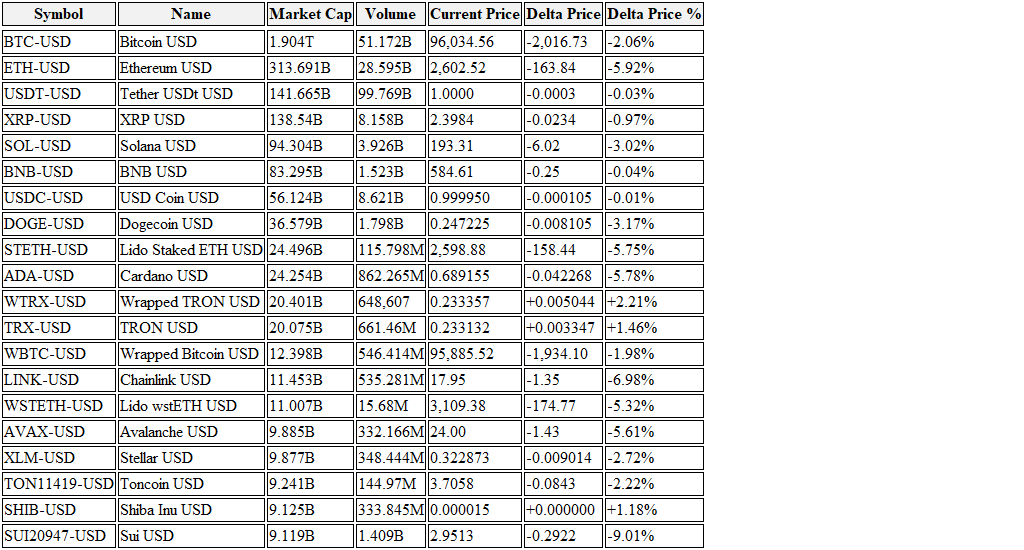 Symbol Name Market Cap Volume Current Price Delta Price Delta Price %
BTC-USD Bitcoin USD 1.904T 51.172B 96,034.56 -2,016.73 -2.06%
ETH-USD Ethereum USD 313.691B 28.595B 2,602.52 -163.84 -5.92%
USDT-USD Tether USDt USD 141.665B 99.769B 1.0000 -0.0003 -0.03%
XRP-USD XRP USD 138.54B 8.158B 2.3984 -0.0234 -0.97%
SOL-USD Solana USD 94.304B 3.926B 193.31 -6.02 -3.02%
BNB-USD BNB USD 83.295B 1.523B 584.61 -0.25 -0.04%
USDC-USD USD Coin USD 56.124B 8.621B 0.999950 -0.000105 -0.01%
DOGE-USD Dogecoin USD 36.579B 1.798B 0.247225 -0.008105 -3.17%
STETH-USD Lido Staked ETH USD 24.496B 115.798M 2,598.88 -158.44 -5.75%
ADA-USD Cardano USD 24.254B 862.265M 0.689155 -0.042268 -5.78%
WTRX-USD Wrapped TRON USD 20.401B 648,607 0.233357 +0.005044 +2.21%
TRX-USD TRON USD 20.075B 661.46M 0.233132 +0.003347 +1.46%
WBTC-USD Wrapped Bitcoin USD 12.398B 546.414M 95,885.52 -1,934.10 -1.98%
LINK-USD Chainlink USD 11.453B 535.281M 17.95 -1.35 -6.98%
WSTETH-USD Lido wstETH USD 11.007B 15.68M 3,109.38 -174.77 -5.32%
AVAX-USD Avalanche USD 9.885B 332.166M 24.00 -1.43 -5.61%
XLM-USD Stellar USD 9.877B 348.444M 0.322873 -0.009014 -2.72%
TON11419-USD Toncoin USD 9.241B 144.97M 3.7058 -0.0843 -2.22%
SHIB-USD Shiba Inu USD 9.125B 333.845M 0.000015 +0.000000 +1.18%
SUI20947-USD Sui USD 9.119B 1.409B 2.9513 -0.2922 -9.01%